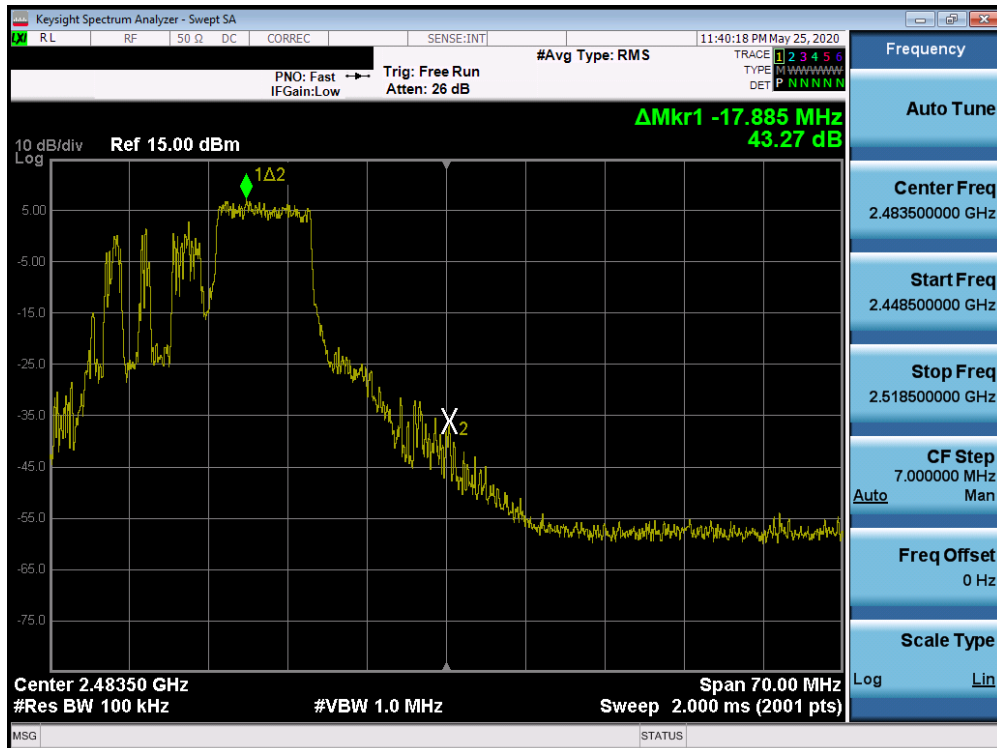 Keysight Spectrum Analyzer - Swept SA
LXI RL RF 50 Ω DC CORREC SENSE:INT 11:40:18 PM May 25, 2020
#Avg Type: RMS TRACE 1 2 3 4 5 6
PNO: Fast Trig: Free Run TYPE M WWWWW
IFGain:Low Atten: 26 dB DET P N N N N N
ΔMkr1 -17.885 MHz
43.27 dB
10 dB/div Ref 15.00 dBm
Log
1Δ2
5.00
-5.00
-15.0
-25.0
-35.0
X2
-45.0
-55.0
-65.0
-75.0
Center 2.48350 GHz Span 70.00 MHz
#Res BW 100 kHz #VBW 1.0 MHz Sweep 2.000 ms (2001 pts)
MSG STATUS
Frequency
Auto Tune
Center Freq
2.483500000 GHz
Start Freq
2.448500000 GHz
Stop Freq
2.518500000 GHz
CF Step
7.000000 MHz
Auto Man
Freq Offset
0 Hz
Scale Type
Log Lin